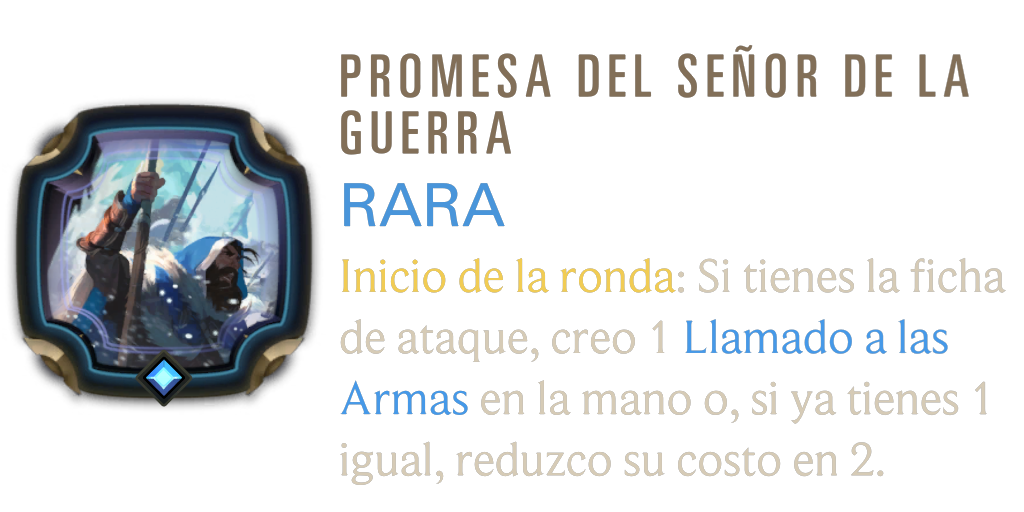 PROMESA DEL SEÑOR DE LA
GUERRA
RARA
Inicio de la ronda: Si tienes la ficha
de ataque, creo 1 Llamado a las
Armas en la mano o, si ya tienes 1
igual, reduzco su costo en 2.